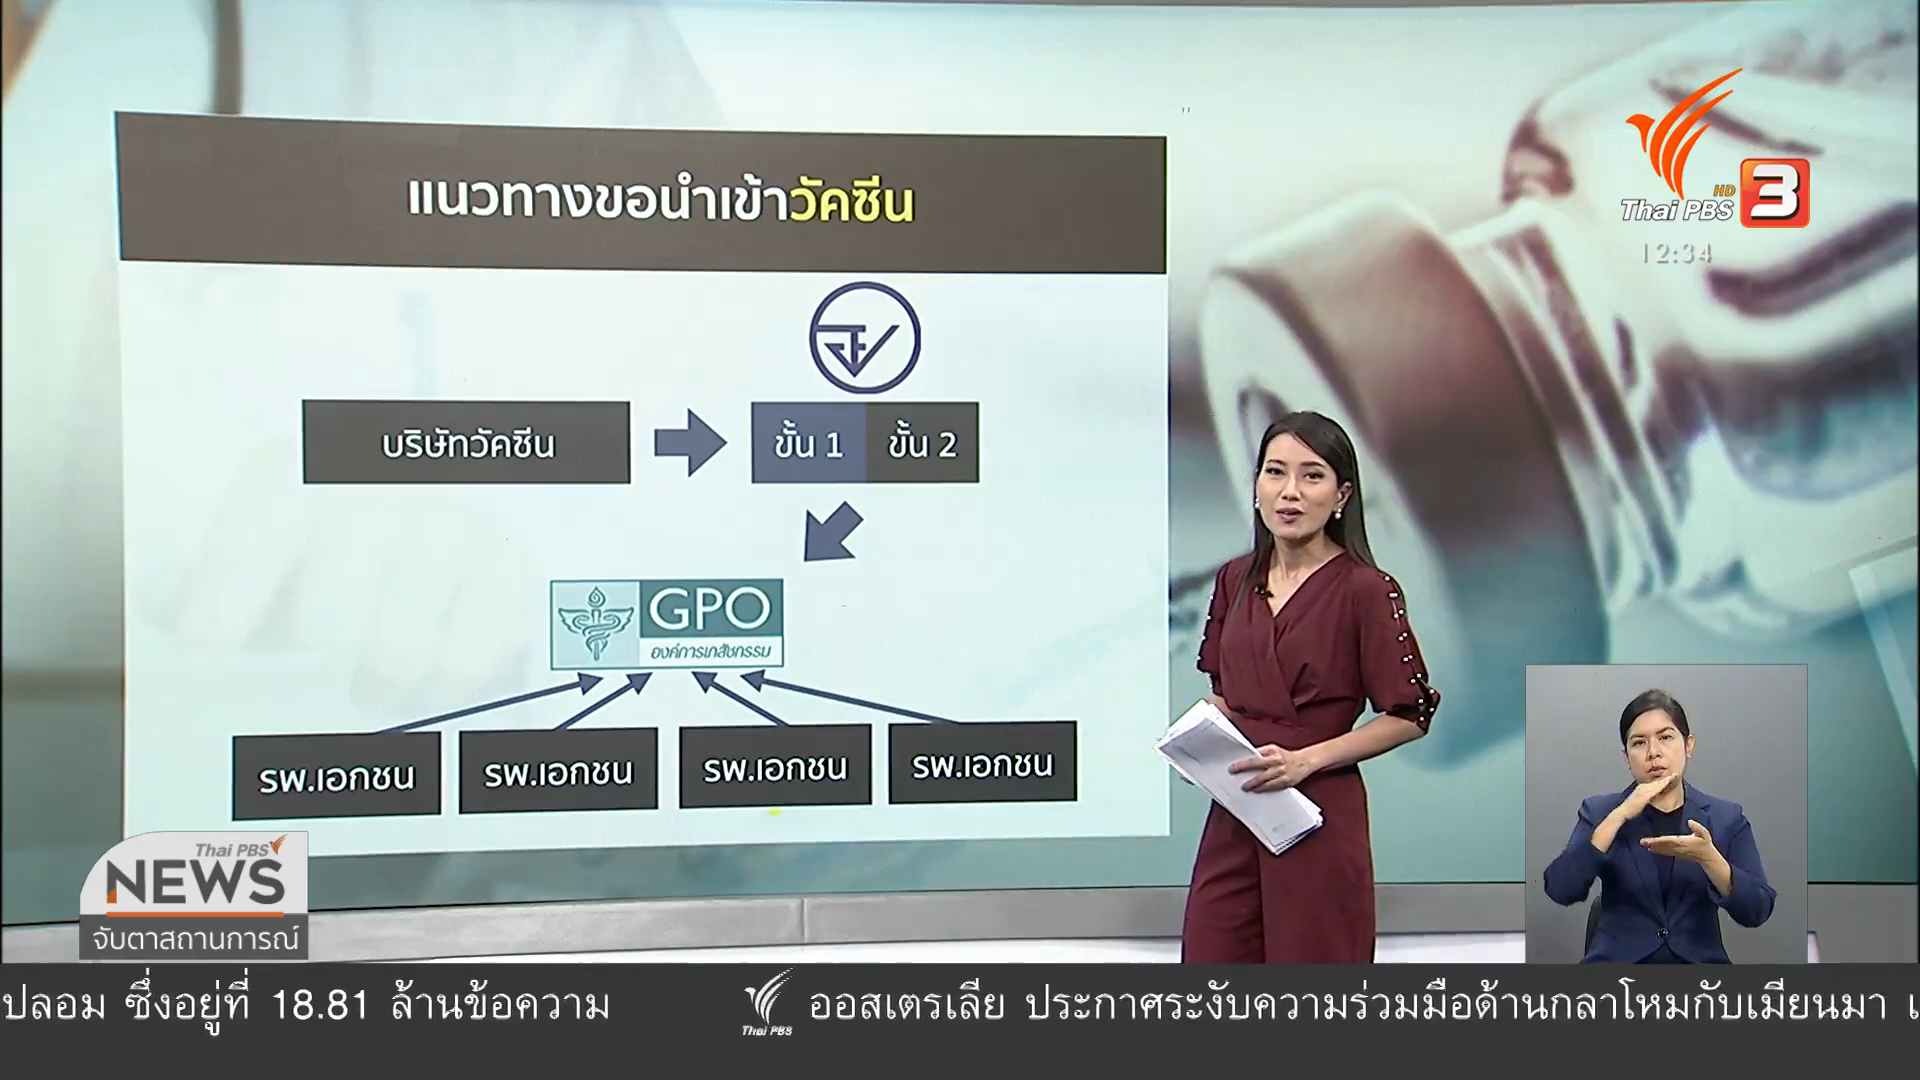 แนวทางขอนำเข้าวัคซีน
อย
บริษัทวัคซีน
ขั้น 1
ขั้น 2
GPO
องค์การเภสัชกรรม
รพ.เอกชน
รพ.เอกชน
รพ.เอกชน
รพ.เอกชน
HD
Thai PBS 3
12:34
Thai PBS
NEWS
จับตาสถานการณ์
ปลอม ซึ่งอยู่ที่ 18.81 ล้านข้อความ
Thai PBS
ออสเตรเลีย ประกาศระงับความร่วมมือด้านกลาโหมกับเมียนมา เ